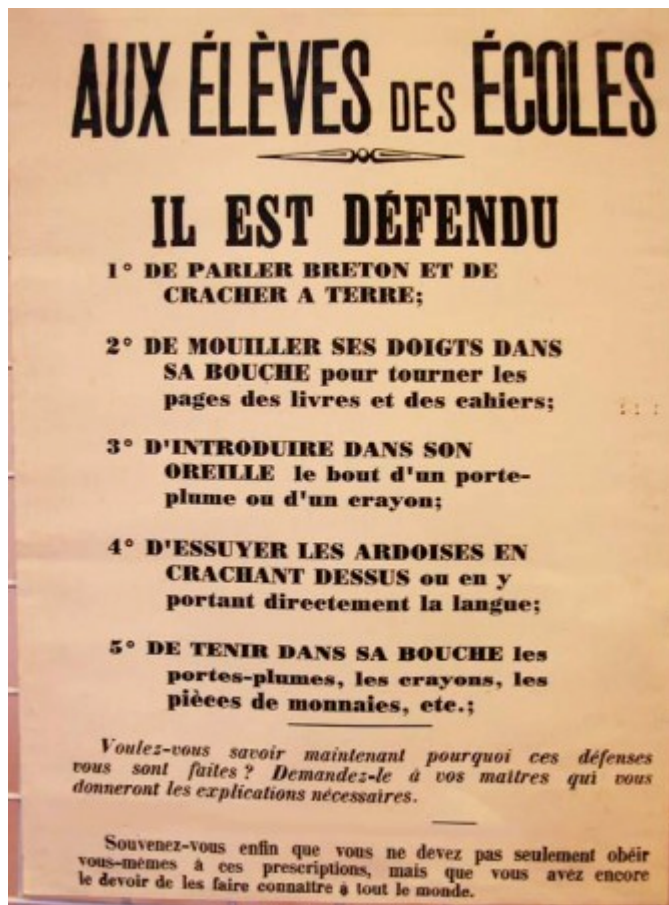 AUX ÉLÈVES DES ÉCOLES
IL EST DÉFENDU
1° DE PARLER BRETON ET DE
CRACHER A TERRE;
2° DE MOUILLER SES DOIGTS DANS
SA BOUCHE pour tourner les
pages des livres et des cahiers;
3° D'INTRODUIRE DANS SON
OREILLE le bout d'un porte-
plume ou d'un crayon;
4° D'ESSUYER LES ARDOISES EN
CRACHANT DESSUS ou en y
portant directement la langue;
5° DE TENIR DANS SA BOUCHE les
portes-plumes, les crayons, les
pièces de monnaies, etc.;
Voulez-vous savoir maintenant pourquoi ces défenses
vous sont faites ? Demandez-le à vos maîtres qui vous
donneront les explications nécessaires.
Souvenez-vous enfin que vous ne devez pas seulement obéir
vous-mêmes à ces prescriptions, mais que vous avez encore
le devoir de les faire connaître à tout le monde.